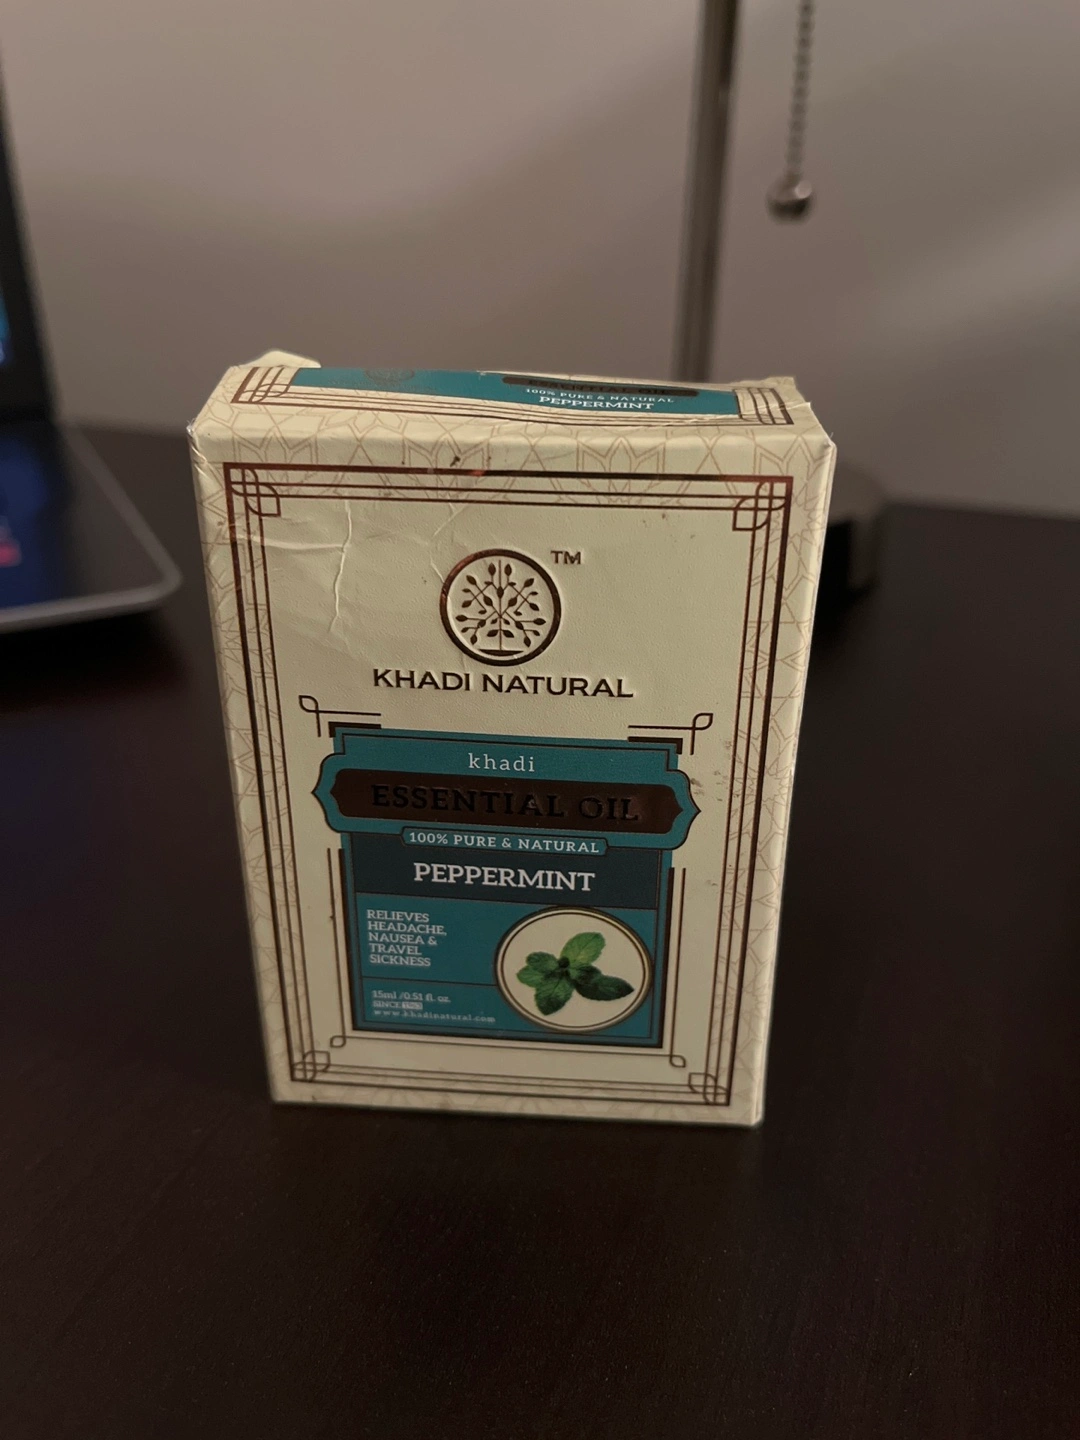 ESSENTIAL OIL
100% PURE & NATURAL
PEPPERMINT
TM
KHADI NATURAL
khadi
ESSENTIAL OIL
100% PURE & NATURAL
PEPPERMINT
RELIEVES
HEADACHE,
NAUSEA &
TRAVEL
SICKNESS
15ml /0.51 fl. oz.
SINCE
www.khadinatural.com